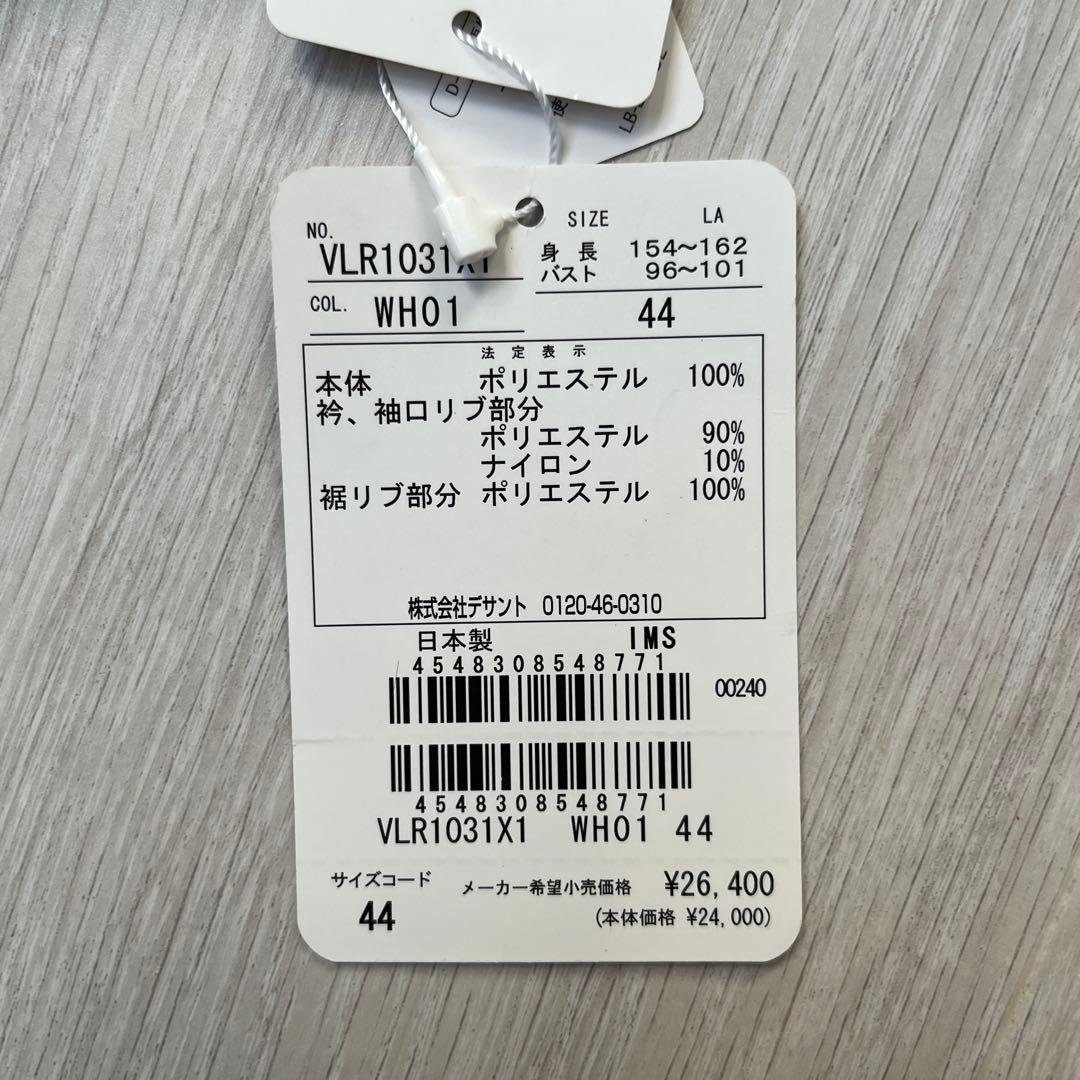 NO.
VLR1031X1
COL. WH01
SIZE LA
身長 154〜162
バスト 96〜101
44
法定表示
本体 ポリエステル 100%
衿、袖口リブ部分
ポリエステル 90%
ナイロン 10%
裾リブ部分 ポリエステル 100%
株式会社デサント 0120-46-0310
日本製 IMS
4548308548771
00240
4548308548771
VLR1031X1 WH01 44
サイズコード メーカー希望小売価格 ¥26,400
44 (本体価格 ¥24,000)